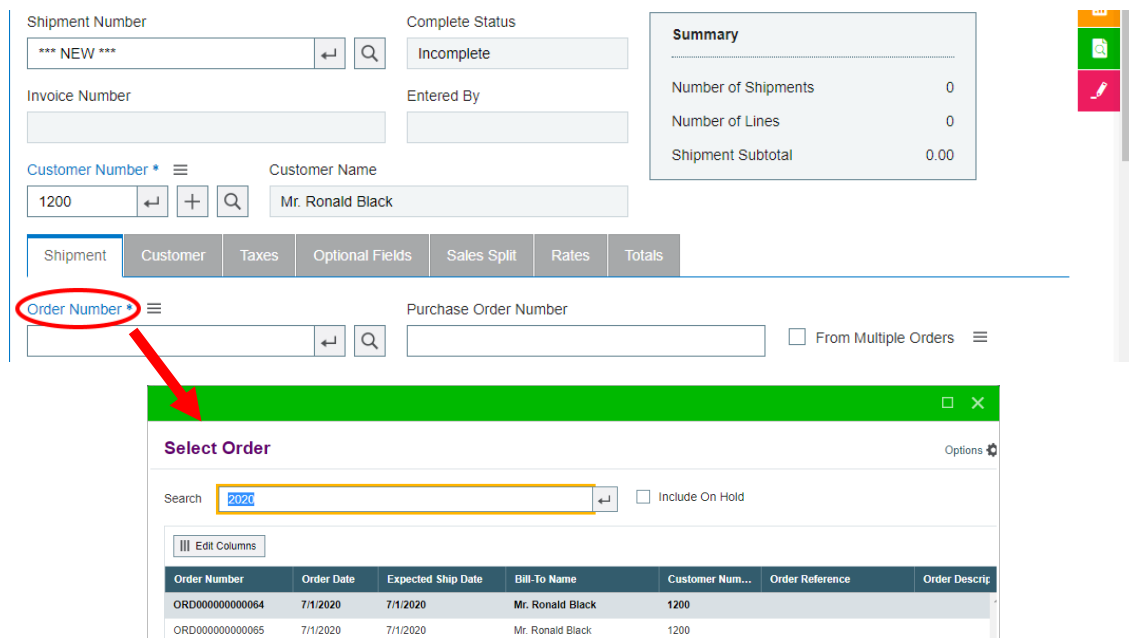 Shipment Number Complete Status
*** NEW *** Incomplete
Summary
Number of Shipments 0
Invoice Number Entered By
Number of Lines 0
Shipment Subtotal 0.00
Customer Number * Customer Name
1200 Mr. Ronald Black
Shipment Customer Taxes Optional Fields Sales Split Rates Totals
Order Number * Purchase Order Number
From Multiple Orders
Select Order Options
Search 2020 Include On Hold
Edit Columns
Order Number Order Date Expected Ship Date Bill-To Name Customer Num... Order Reference Order Descrip
ORD000000000064 7/1/2020 7/1/2020 Mr. Ronald Black 1200
ORD000000000065 7/1/2020 7/1/2020 Mr. Ronald Black 1200